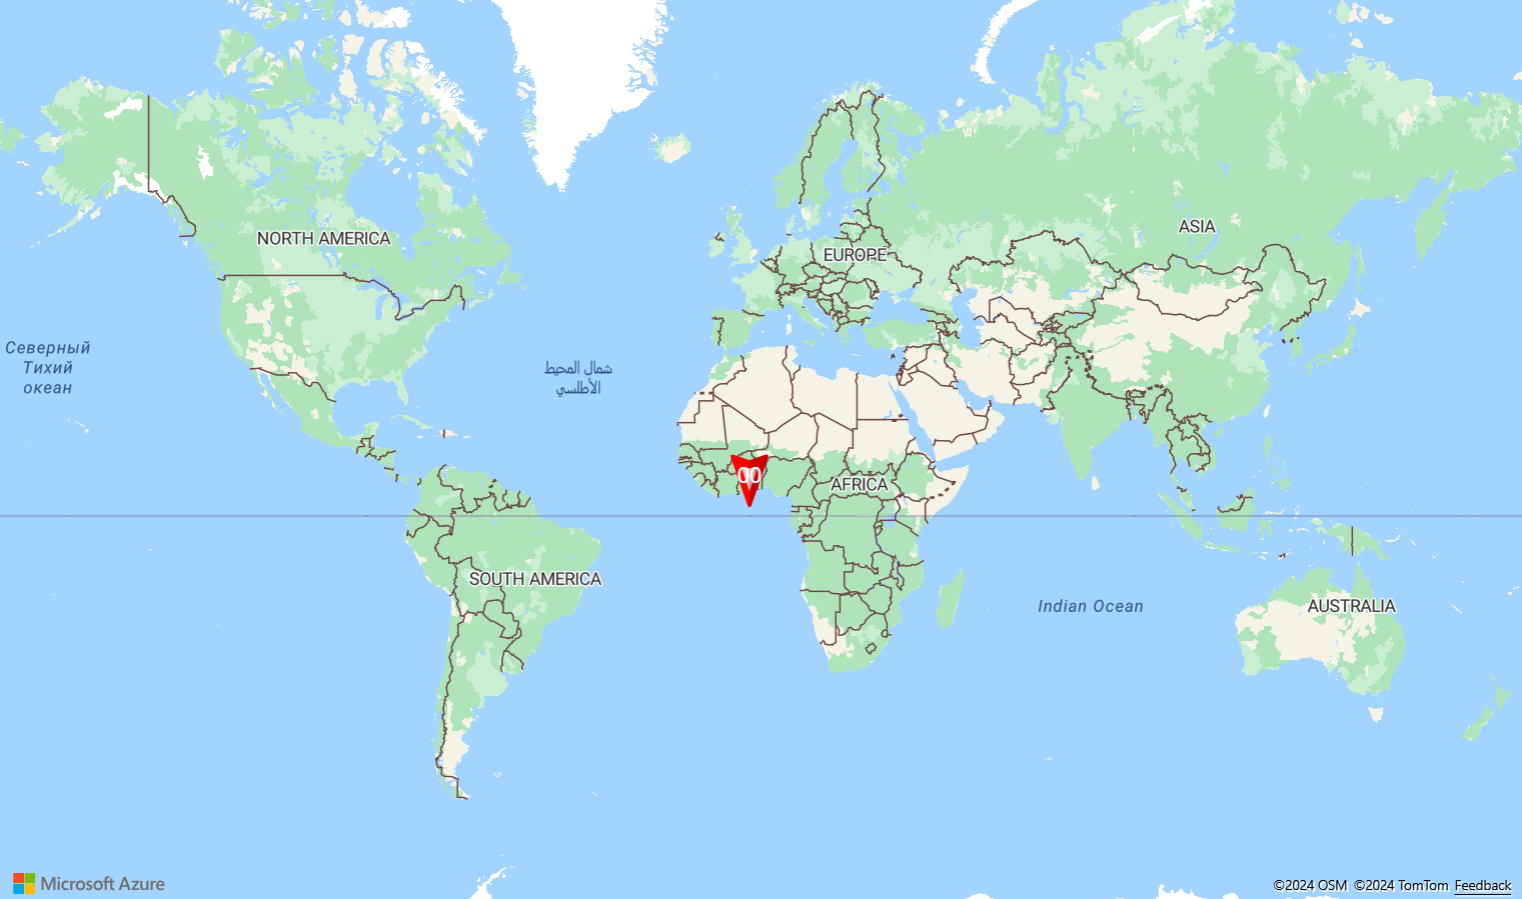 ASIA
NORTH AMERICA
EUROPE
Северный
Тихий
океан
شمال المحيط
الأطلسي
00
AFRICA
SOUTH AMERICA
Indian Ocean
AUSTRALIA
Microsoft Azure
©2024 OSM ©2024 TomTom Feedback